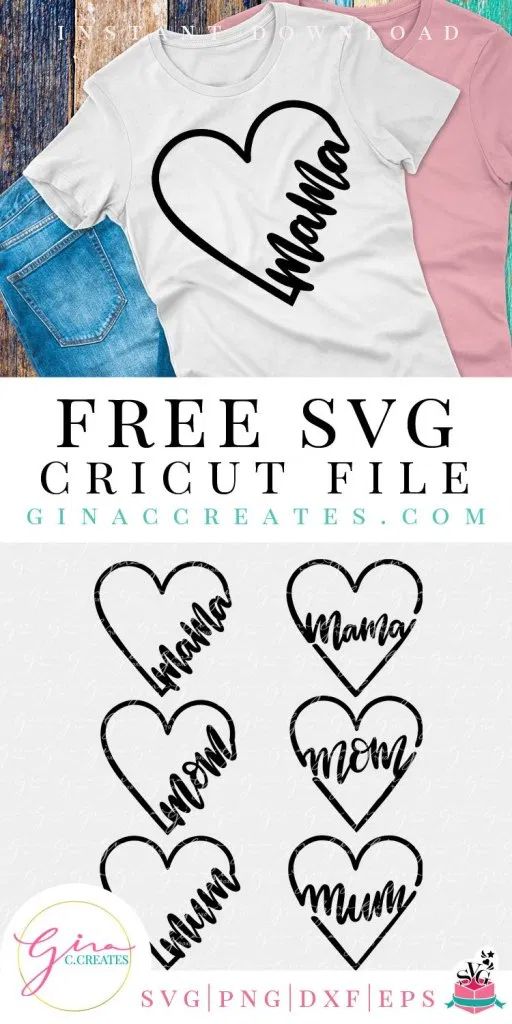 INSTANT DOWNLOAD
Mama
FREE SVG
CRICUT FILE
GINACCREATES.COM
Mama
Mama
Mom
Mom
Mum
Mum
Gina
C.CREATES
SVG
SVG|PNG|DXF|EPS